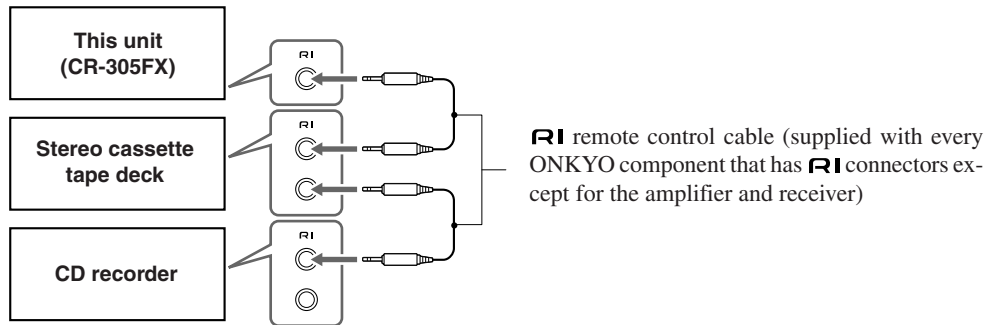 This unit
(CR-305FX)
RI
Stereo cassette
tape deck
RI
CD recorder
RI
RI remote control cable (supplied with every
ONKYO component that has RI connectors ex-
cept for the amplifier and receiver)